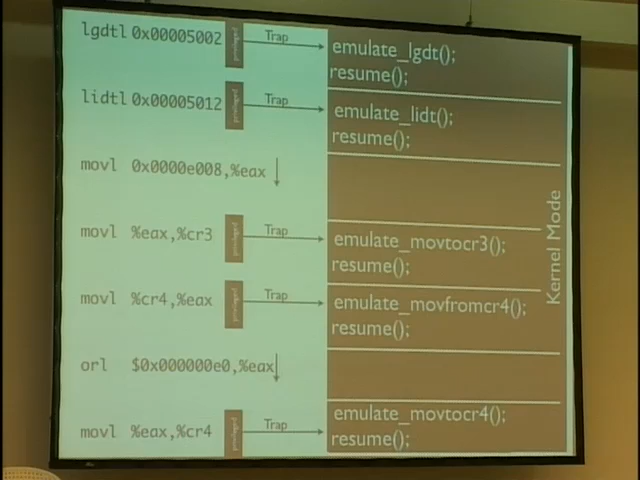 lgdtl 0x00005002
Trap
emulate_lgdt();
resume();
lidtl 0x00005012
Trap
emulate_lidt();
resume();
movl 0x0000e008,%eax
movl %eax,%cr3
Trap
emulate_movtocr3();
resume();
movl %cr4,%eax
Trap
emulate_movfromcr4();
resume();
orl $0x000000e0,%eax
movl %eax,%cr4
Trap
emulate_movtocr4();
resume();
Kernel Mode